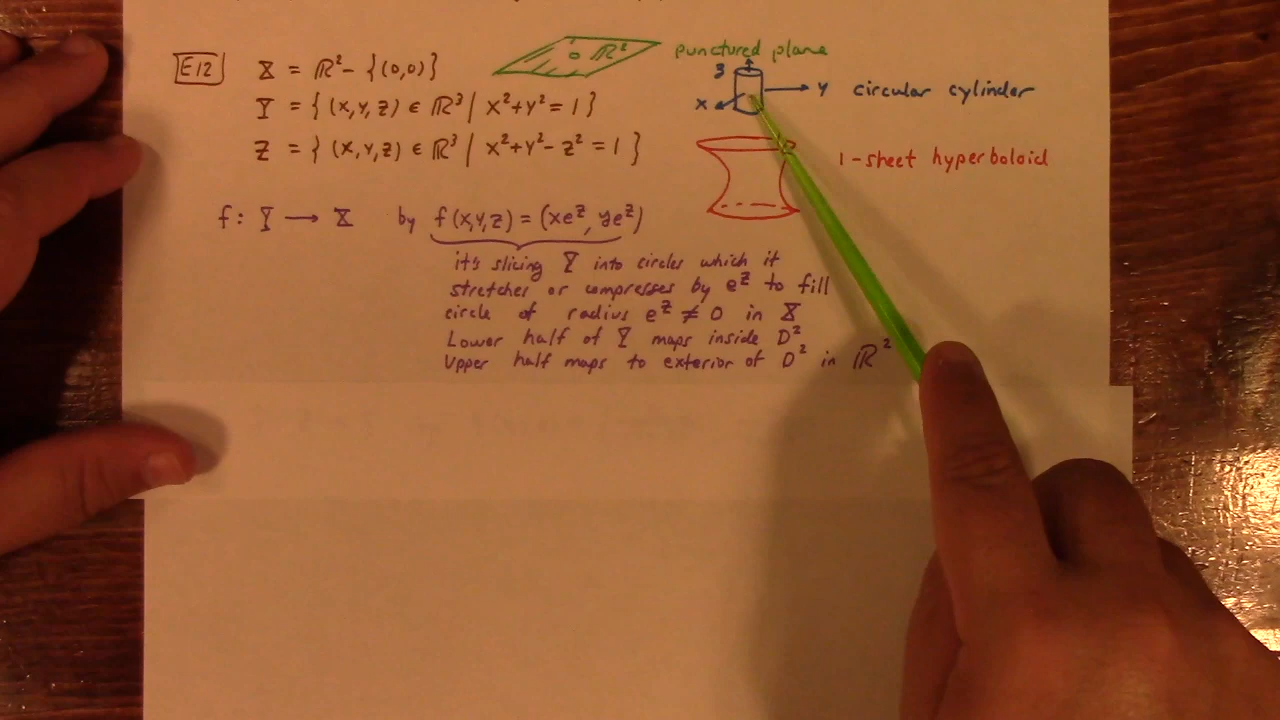 E12 X = ℝ² - {(0,0)} ℝ² punctured plane
Y = { (x,y,z) ∈ ℝ³ | x²+y² = 1 } 3 x y circular cylinder
Z = { (x,y,z) ∈ ℝ³ | x²+y²-z² = 1 } 1-sheet hyperboloid
f: Y → X by f(x,y,z) = (xe^z, ye^z)
it's slicing Y into circles which it
stretches or compresses by e^z to fill
circle of radius e^z ≠ 0 in X
Lower half of Y maps inside D²
Upper half maps to exterior of D² in ℝ²